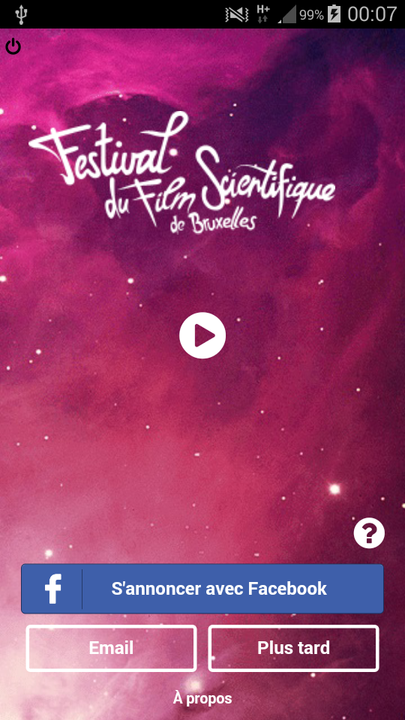 H+
99%
00:07
Festival
du Film Scientifique
de Bruxelles
?
f
S'annoncer avec Facebook
Email
Plus tard
À propos